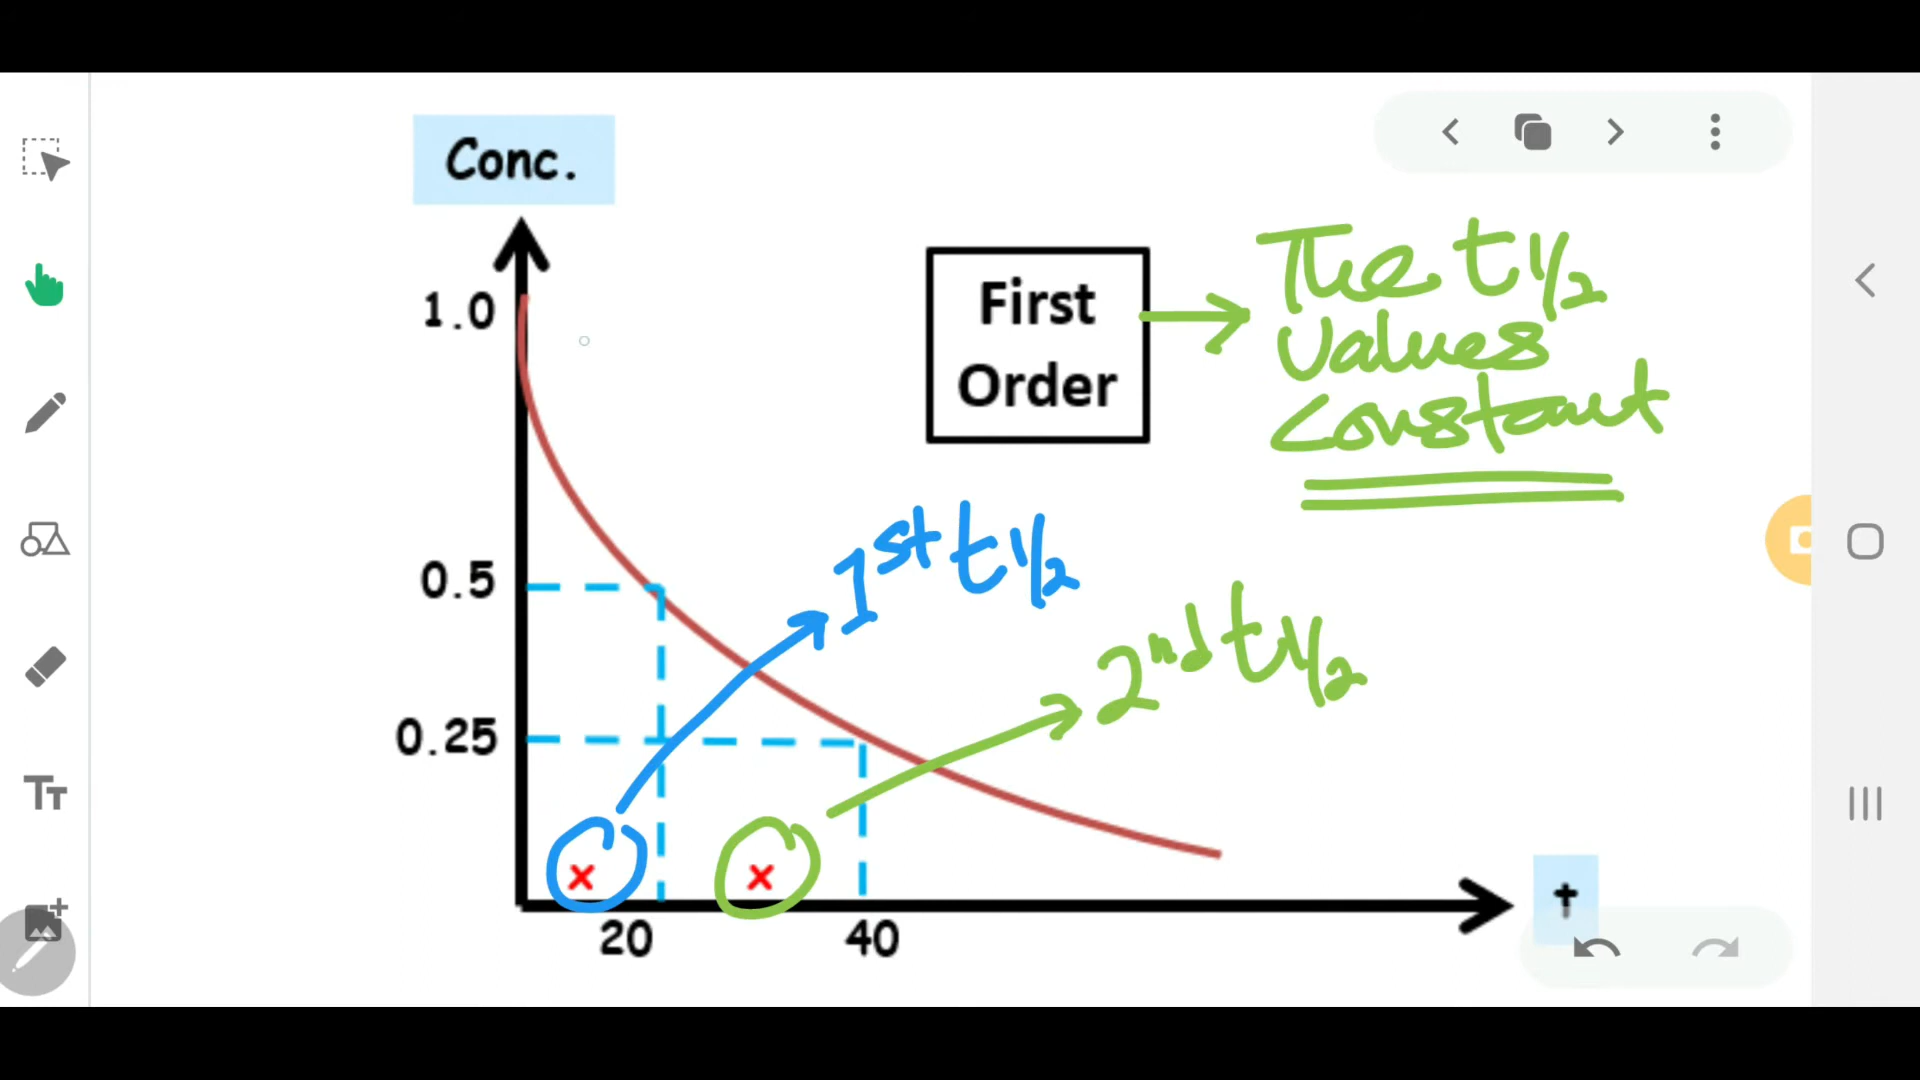 Conc.
1.0
First
Order
The t1/2
values
constant
0.5
1st t1/2
2nd t1/2
0.25
x
x
t
20
40
TT